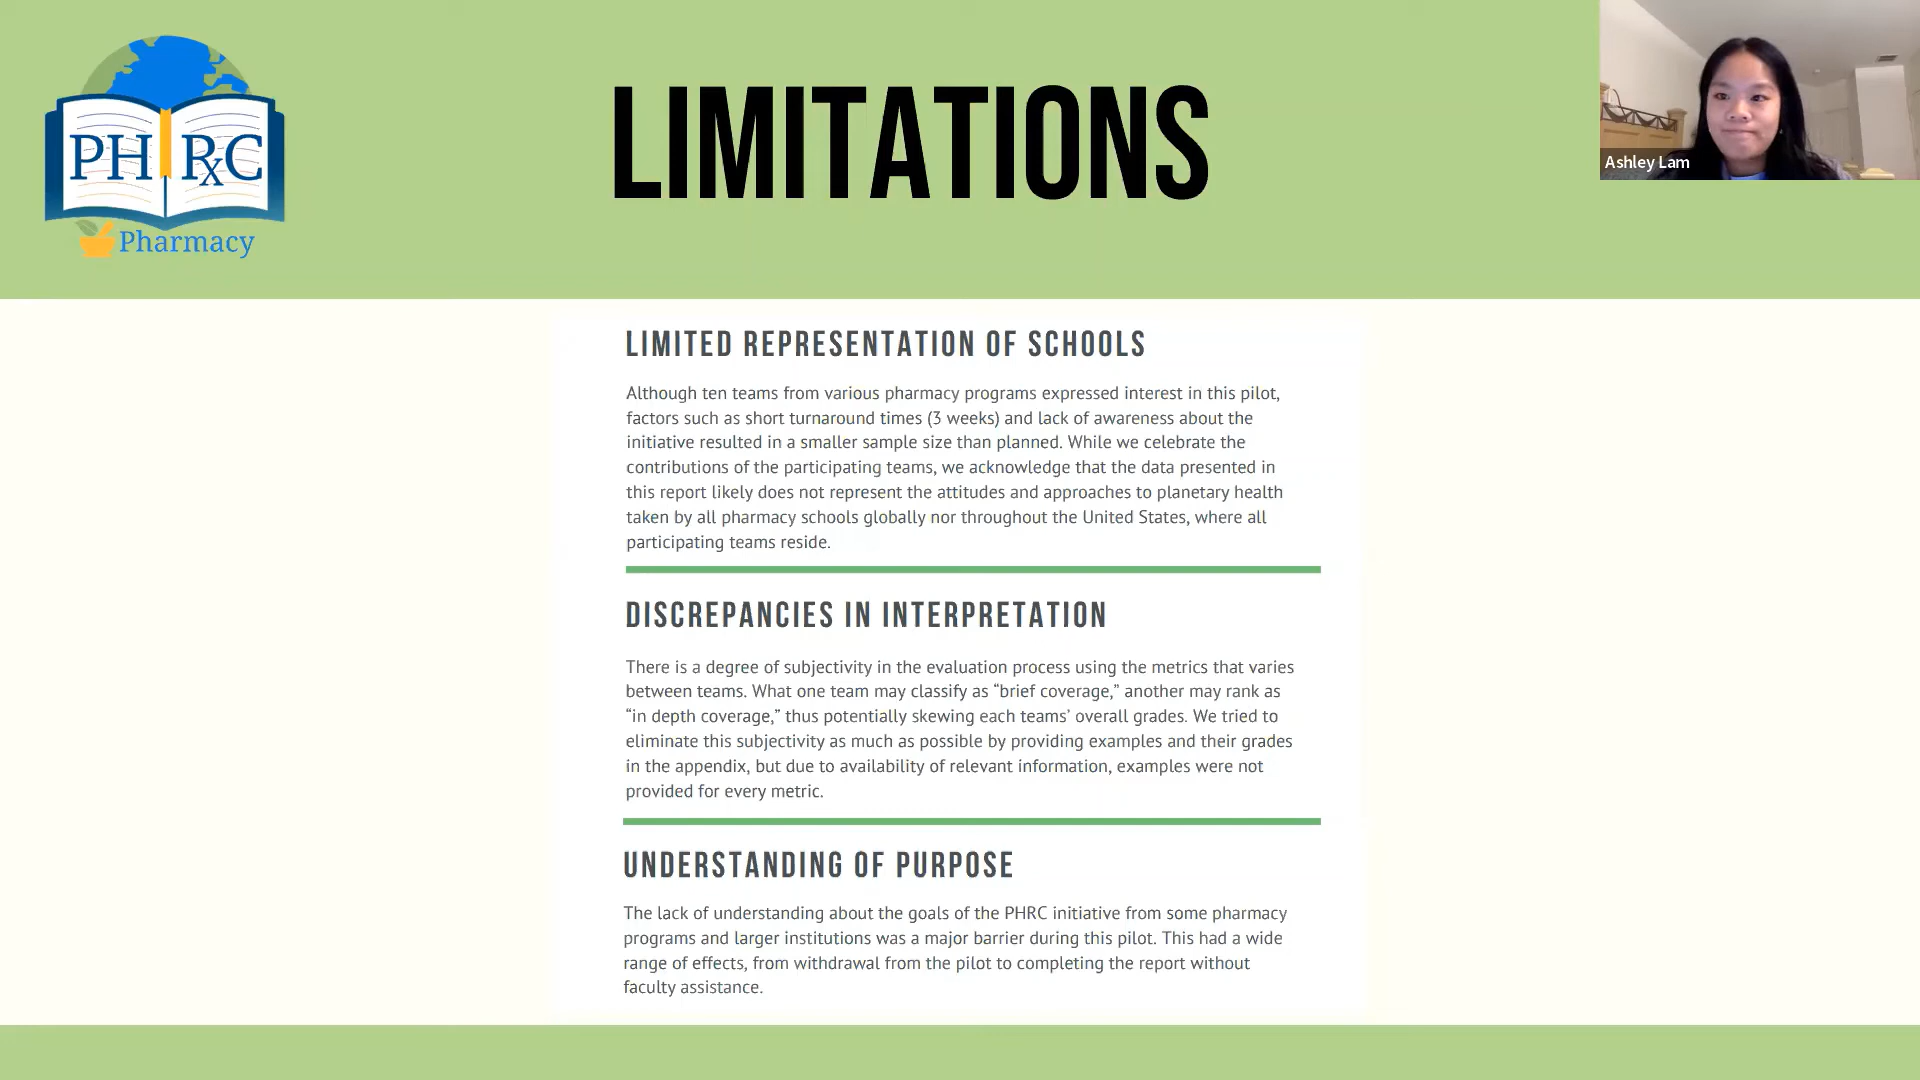 PH RxC
Pharmacy
LIMITATIONS
Ashley Lam
LIMITED REPRESENTATION OF SCHOOLS
Although ten teams from various pharmacy programs expressed interest in this pilot,
factors such as short turnaround times (3 weeks) and lack of awareness about the
initiative resulted in a smaller sample size than planned. While we celebrate the
contributions of the participating teams, we acknowledge that the data presented in
this report likely does not represent the attitudes and approaches to planetary health
taken by all pharmacy schools globally nor throughout the United States, where all
participating teams reside.
DISCREPANCIES IN INTERPRETATION
There is a degree of subjectivity in the evaluation process using the metrics that varies
between teams. What one team may classify as “brief coverage,” another may rank as
“in depth coverage,” thus potentially skewing each teams’ overall grades. We tried to
eliminate this subjectivity as much as possible by providing examples and their grades
in the appendix, but due to availability of relevant information, examples were not
provided for every metric.
UNDERSTANDING OF PURPOSE
The lack of understanding about the goals of the PHRC initiative from some pharmacy
programs and larger institutions was a major barrier during this pilot. This had a wide
range of effects, from withdrawal from the pilot to completing the report without
faculty assistance.